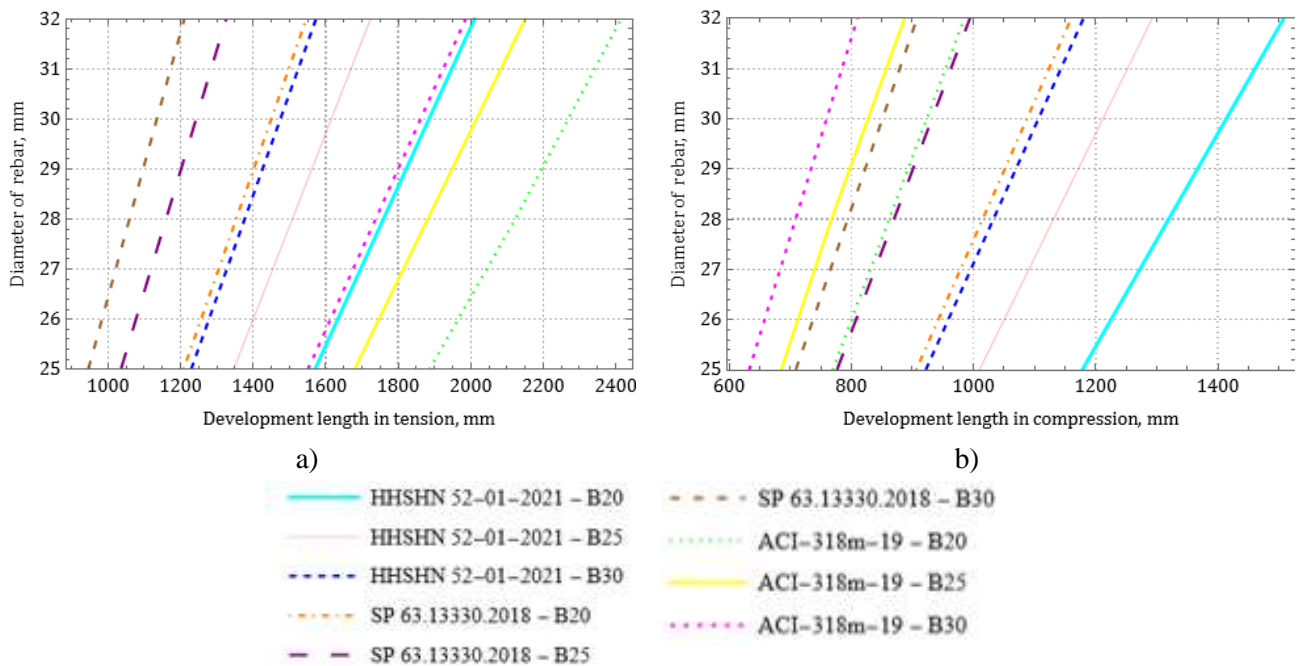 32
31
30
29
28
27
26
25
Diameter of rebar, mm
1000 1200 1400 1600 1800 2000 2200 2400
Development length in tension, mm
a)
32
31
30
29
28
27
26
25
Diameter of rebar, mm
600 800 1000 1200 1400
Development length in compression, mm
b)
HHSHN 52-01-2021 - B20
HHSHN 52-01-2021 - B25
HHSHN 52-01-2021 - B30
SP 63.13330.2018 - B20
SP 63.13330.2018 - B25
SP 63.13330.2018 - B30
ACI-318m-19 - B20
ACI-318m-19 - B25
ACI-318m-19 - B30